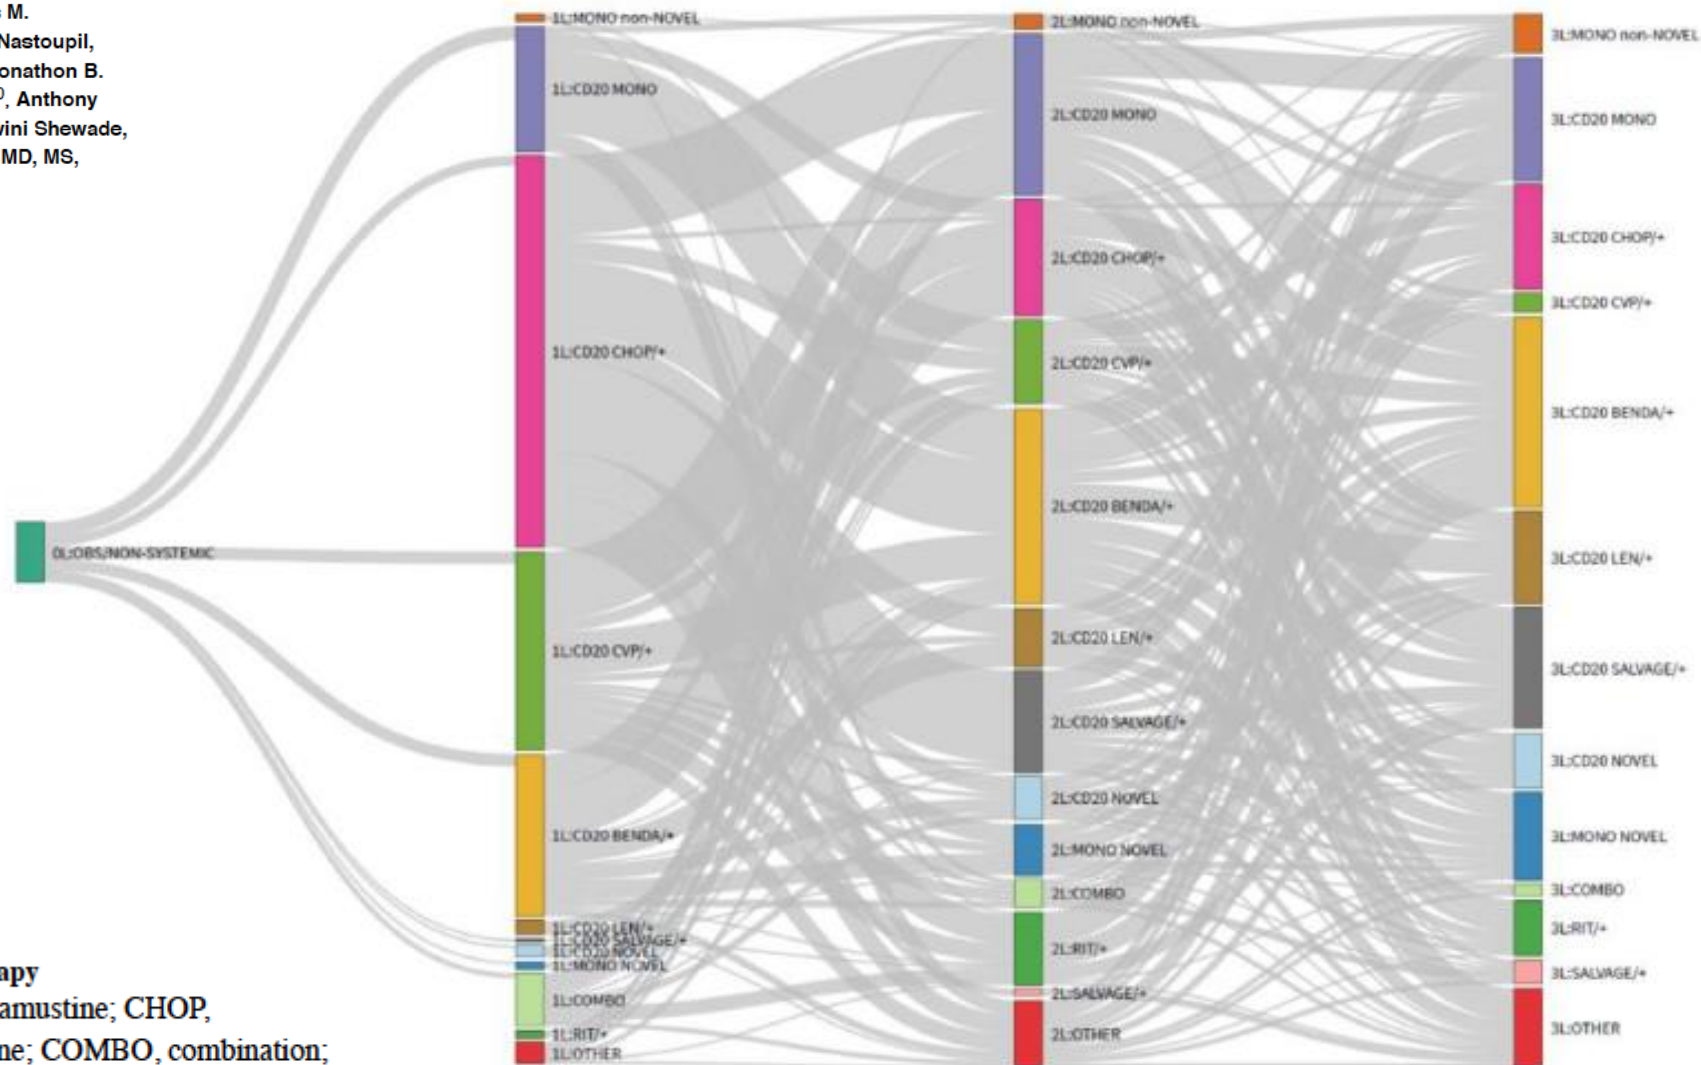 M.
Nastoupil,
onathon B.
, Anthony
vini Shewade,
MD, MS,
0L:OBS/NON-SYSTEMIC
apy
amustine; CHOP,
ne; COMBO, combination;
1L:MONO non-NOVEL
1L:CD20 MONO
1L:CD20 CHOP/+
1L:CD20 CVP/+
1L:CD20 BENDA/+
1L:CD20 LEN/+
1L:CD20 SALVAGE/+
1L:CD20 NOVEL
1L:MONO NOVEL
1L:COMBO
1L:RIT/+
1L:OTHER
2L:MONO non-NOVEL
2L:CD20 MONO
2L:CD20 CHOP/+
2L:CD20 CVP/+
2L:CD20 BENDA/+
2L:CD20 LEN/+
2L:CD20 SALVAGE/+
2L:CD20 NOVEL
2L:MONO NOVEL
2L:COMBO
2L:RIT/+
2L:SALVAGE/+
2L:OTHER
3L:MONO non-NOVEL
3L:CD20 MONO
3L:CD20 CHOP/+
3L:CD20 CVP/+
3L:CD20 BENDA/+
3L:CD20 LEN/+
3L:CD20 SALVAGE/+
3L:CD20 NOVEL
3L:MONO NOVEL
3L:COMBO
3L:RIT/+
3L:SALVAGE/+
3L:OTHER